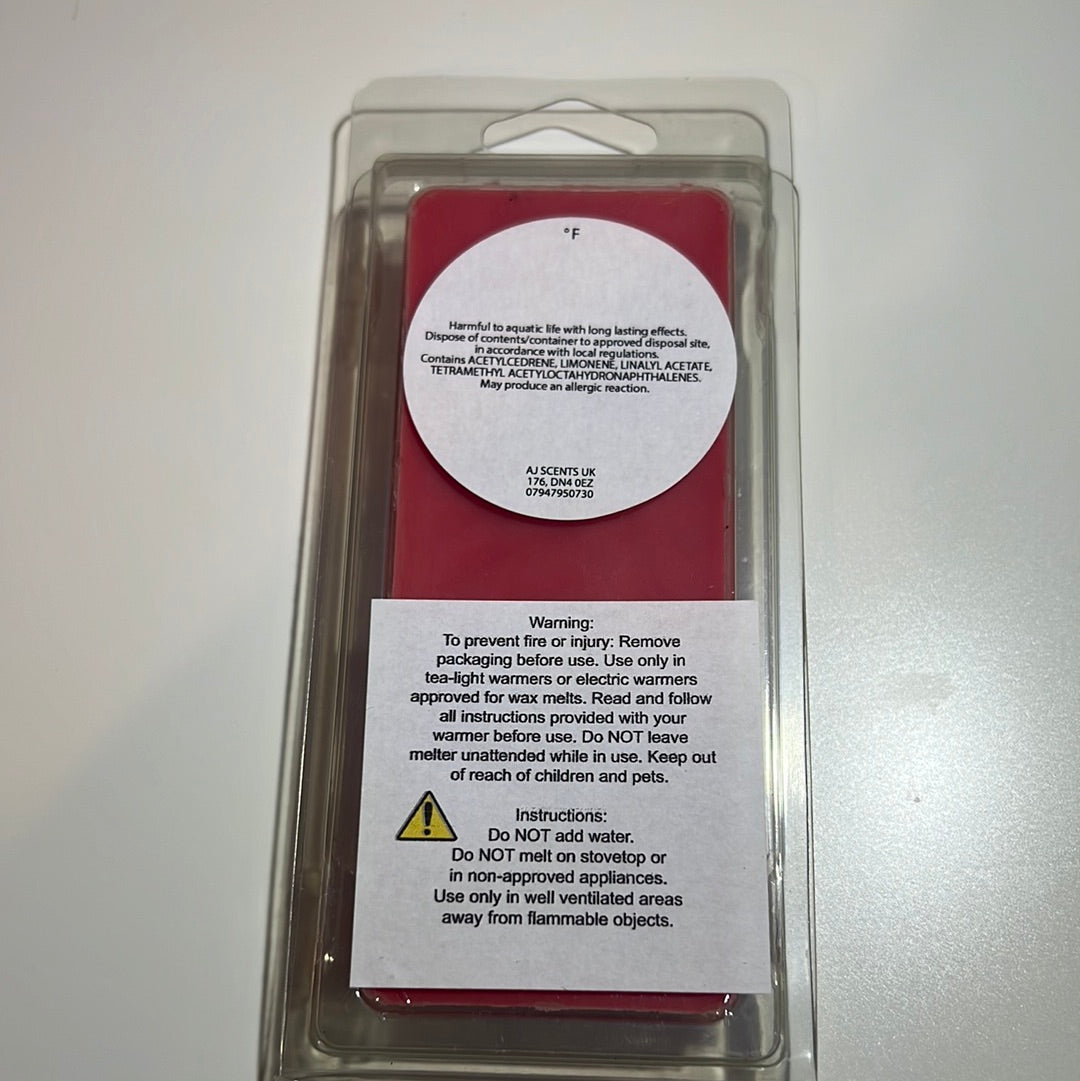 °F
Harmful to aquatic life with long lasting effects.
Dispose of contents/container to approved disposal site,
in accordance with local regulations.
Contains ACETYLCEDRENE, LIMONENE, LINALYL ACETATE,
TETRAMETHYL ACETYLOCTAHYDRONAPHTHALENES.
May produce an allergic reaction.
AJ SCENTS UK
176, DN4 0EZ
07947950730
Warning:
To prevent fire or injury: Remove
packaging before use. Use only in
tea-light warmers or electric warmers
approved for wax melts. Read and follow
all instructions provided with your
warmer before use. Do NOT leave
melter unattended while in use. Keep out
of reach of children and pets.
Instructions:
Do NOT add water.
Do NOT melt on stovetop or
in non-approved appliances.
Use only in well ventilated areas
away from flammable objects.